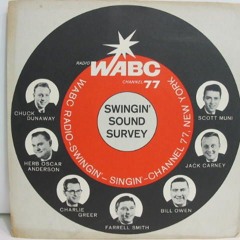 RADIO WABC
CHANNEL 77
SWINGIN'
SOUND
SURVEY
WABC RADIO-SWINGIN'-SINGIN'-CHANNEL 77, NEW YORK
CHUCK
DUNAWAY
HERB OSCAR
ANDERSON
CHARLIE
GREER
FARRELL SMITH
BILL OWEN
JACK CARNEY
SCOTT MUNI